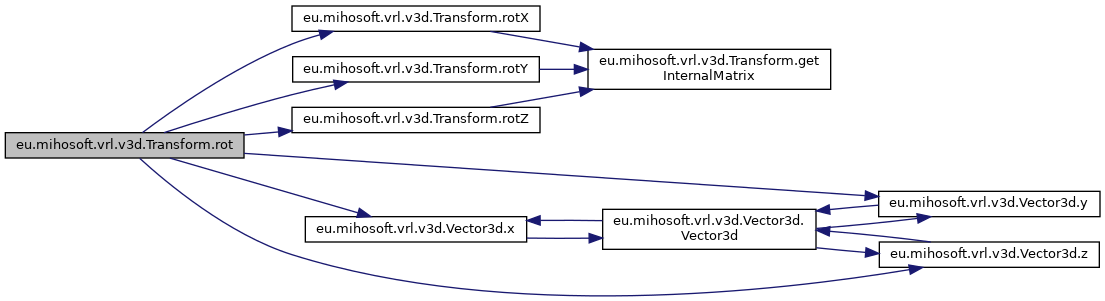 eu.mihosoft.vrl.v3d.Transform.rotX
eu.mihosoft.vrl.v3d.Transform.get
InternalMatrix
eu.mihosoft.vrl.v3d.Transform.rotY
eu.mihosoft.vrl.v3d.Transform.rotZ
eu.mihosoft.vrl.v3d.Transform.rot
eu.mihosoft.vrl.v3d.Vector3d.y
eu.mihosoft.vrl.v3d.Vector3d.x
eu.mihosoft.vrl.v3d.Vector3d.
Vector3d
eu.mihosoft.vrl.v3d.Vector3d.z